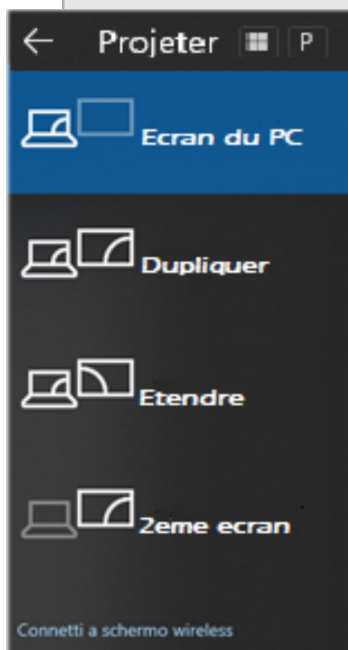 Projeter P
Ecran du PC
Dupliquer
Etendre
2eme ecran
Connetti a schermo wireless